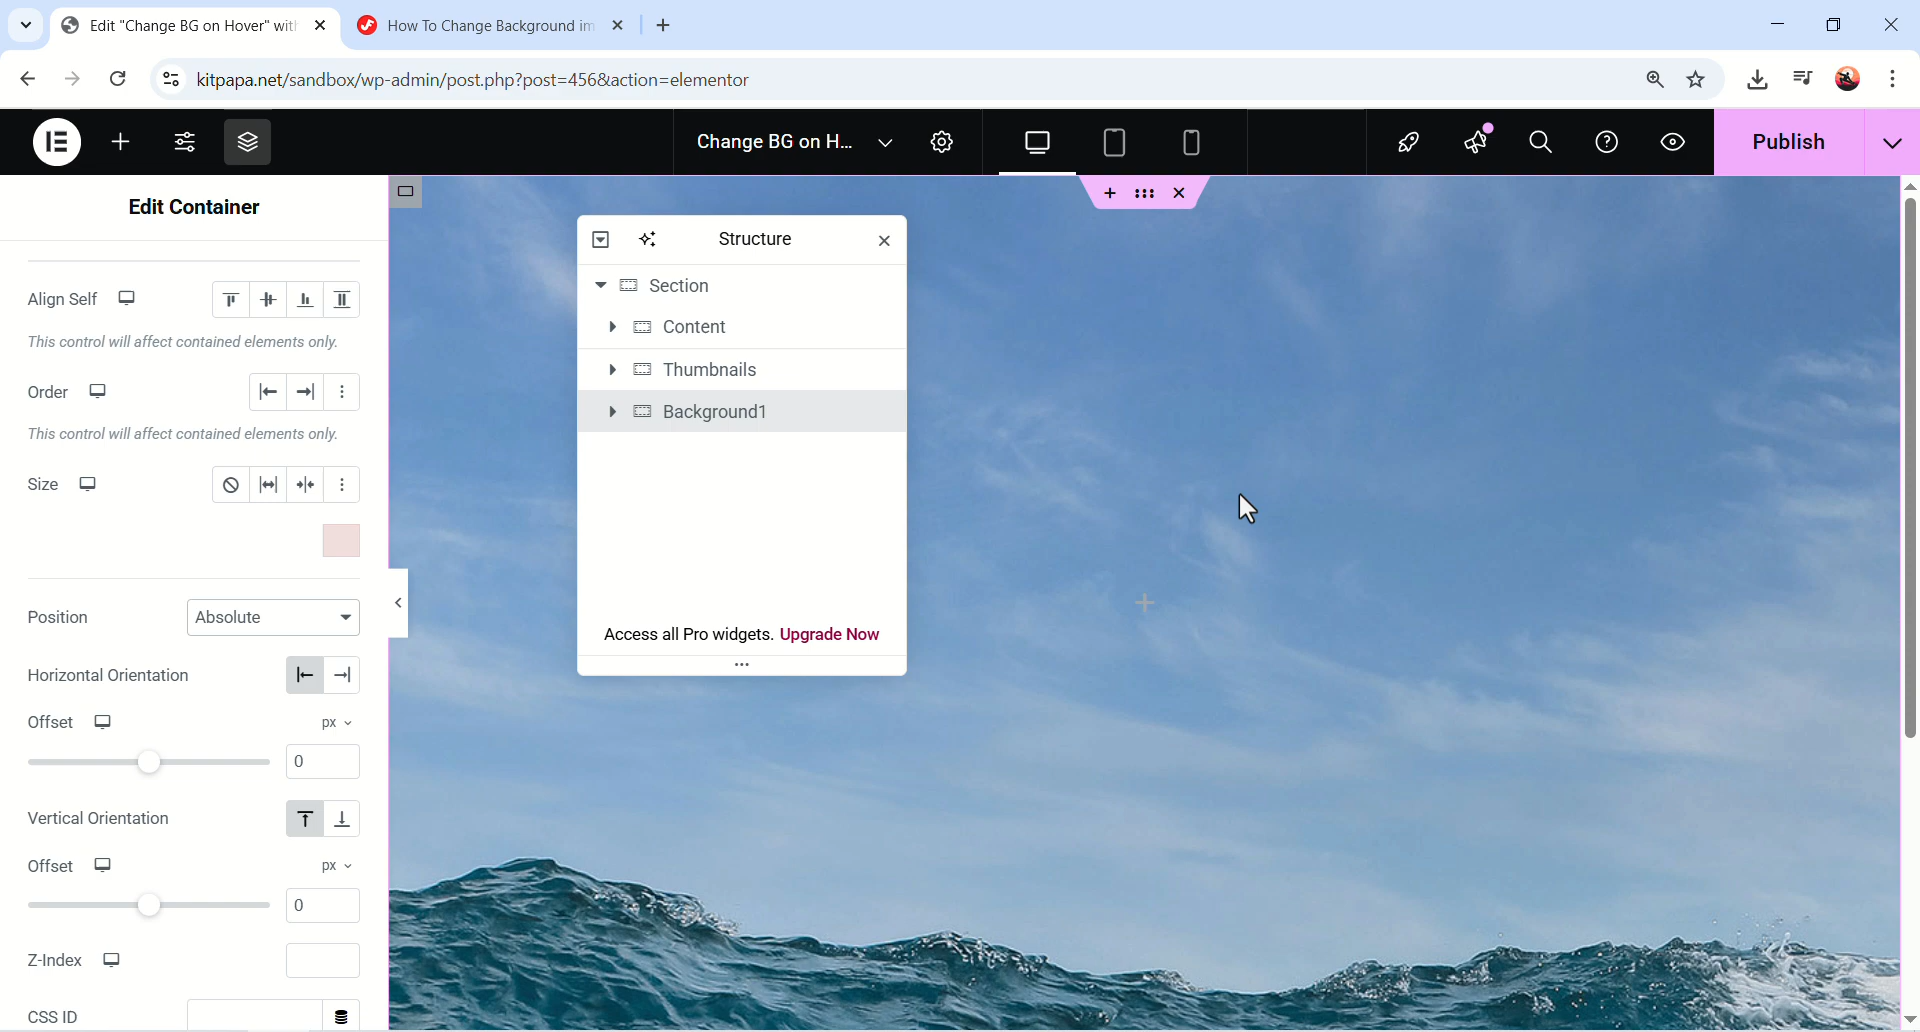 Edit "Change BG on Hover" with
How To Change Background im
kitpapa.net/sandbox/wp-admin/post.php?post=456&action=elementor
Change BG on H...
Publish
Edit Container
Structure
Section
Content
Thumbnails
Background1
Access all Pro widgets. Upgrade Now
Align Self
This control will affect contained elements only.
Order
This control will affect contained elements only.
Size
Position
Absolute
Horizontal Orientation
Offset
px
0
Vertical Orientation
Offset
px
0
Z-Index
CSS ID